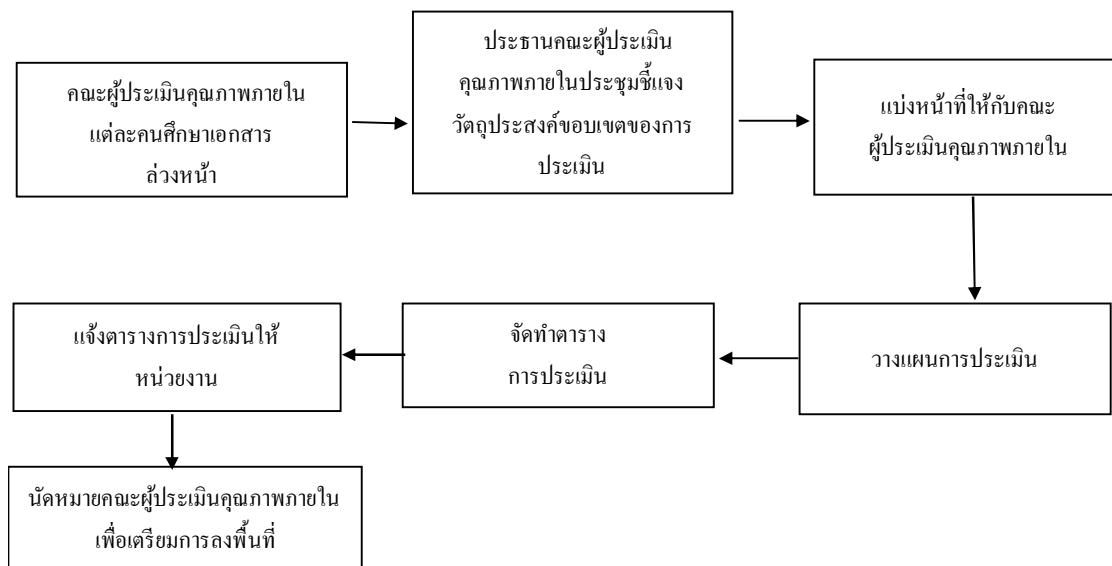 คณะผู้ประเมินคุณภาพภายใน
แต่ละคนศึกษาเอกสาร
ล่วงหน้า
ประธานคณะผู้ประเมิน
คุณภาพภายในประชุมชี้แจง
วัตถุประสงค์ขอบเขตของการ
ประเมิน
แบ่งหน้าที่ให้กับคณะ
ผู้ประเมินคุณภาพภายใน
วางแผนการประเมิน
จัดทำตาราง
การประเมิน
แจ้งตารางการประเมินให้
หน่วยงาน
นัดหมายคณะผู้ประเมินคุณภาพภายใน
เพื่อเตรียมการลงพื้นที่